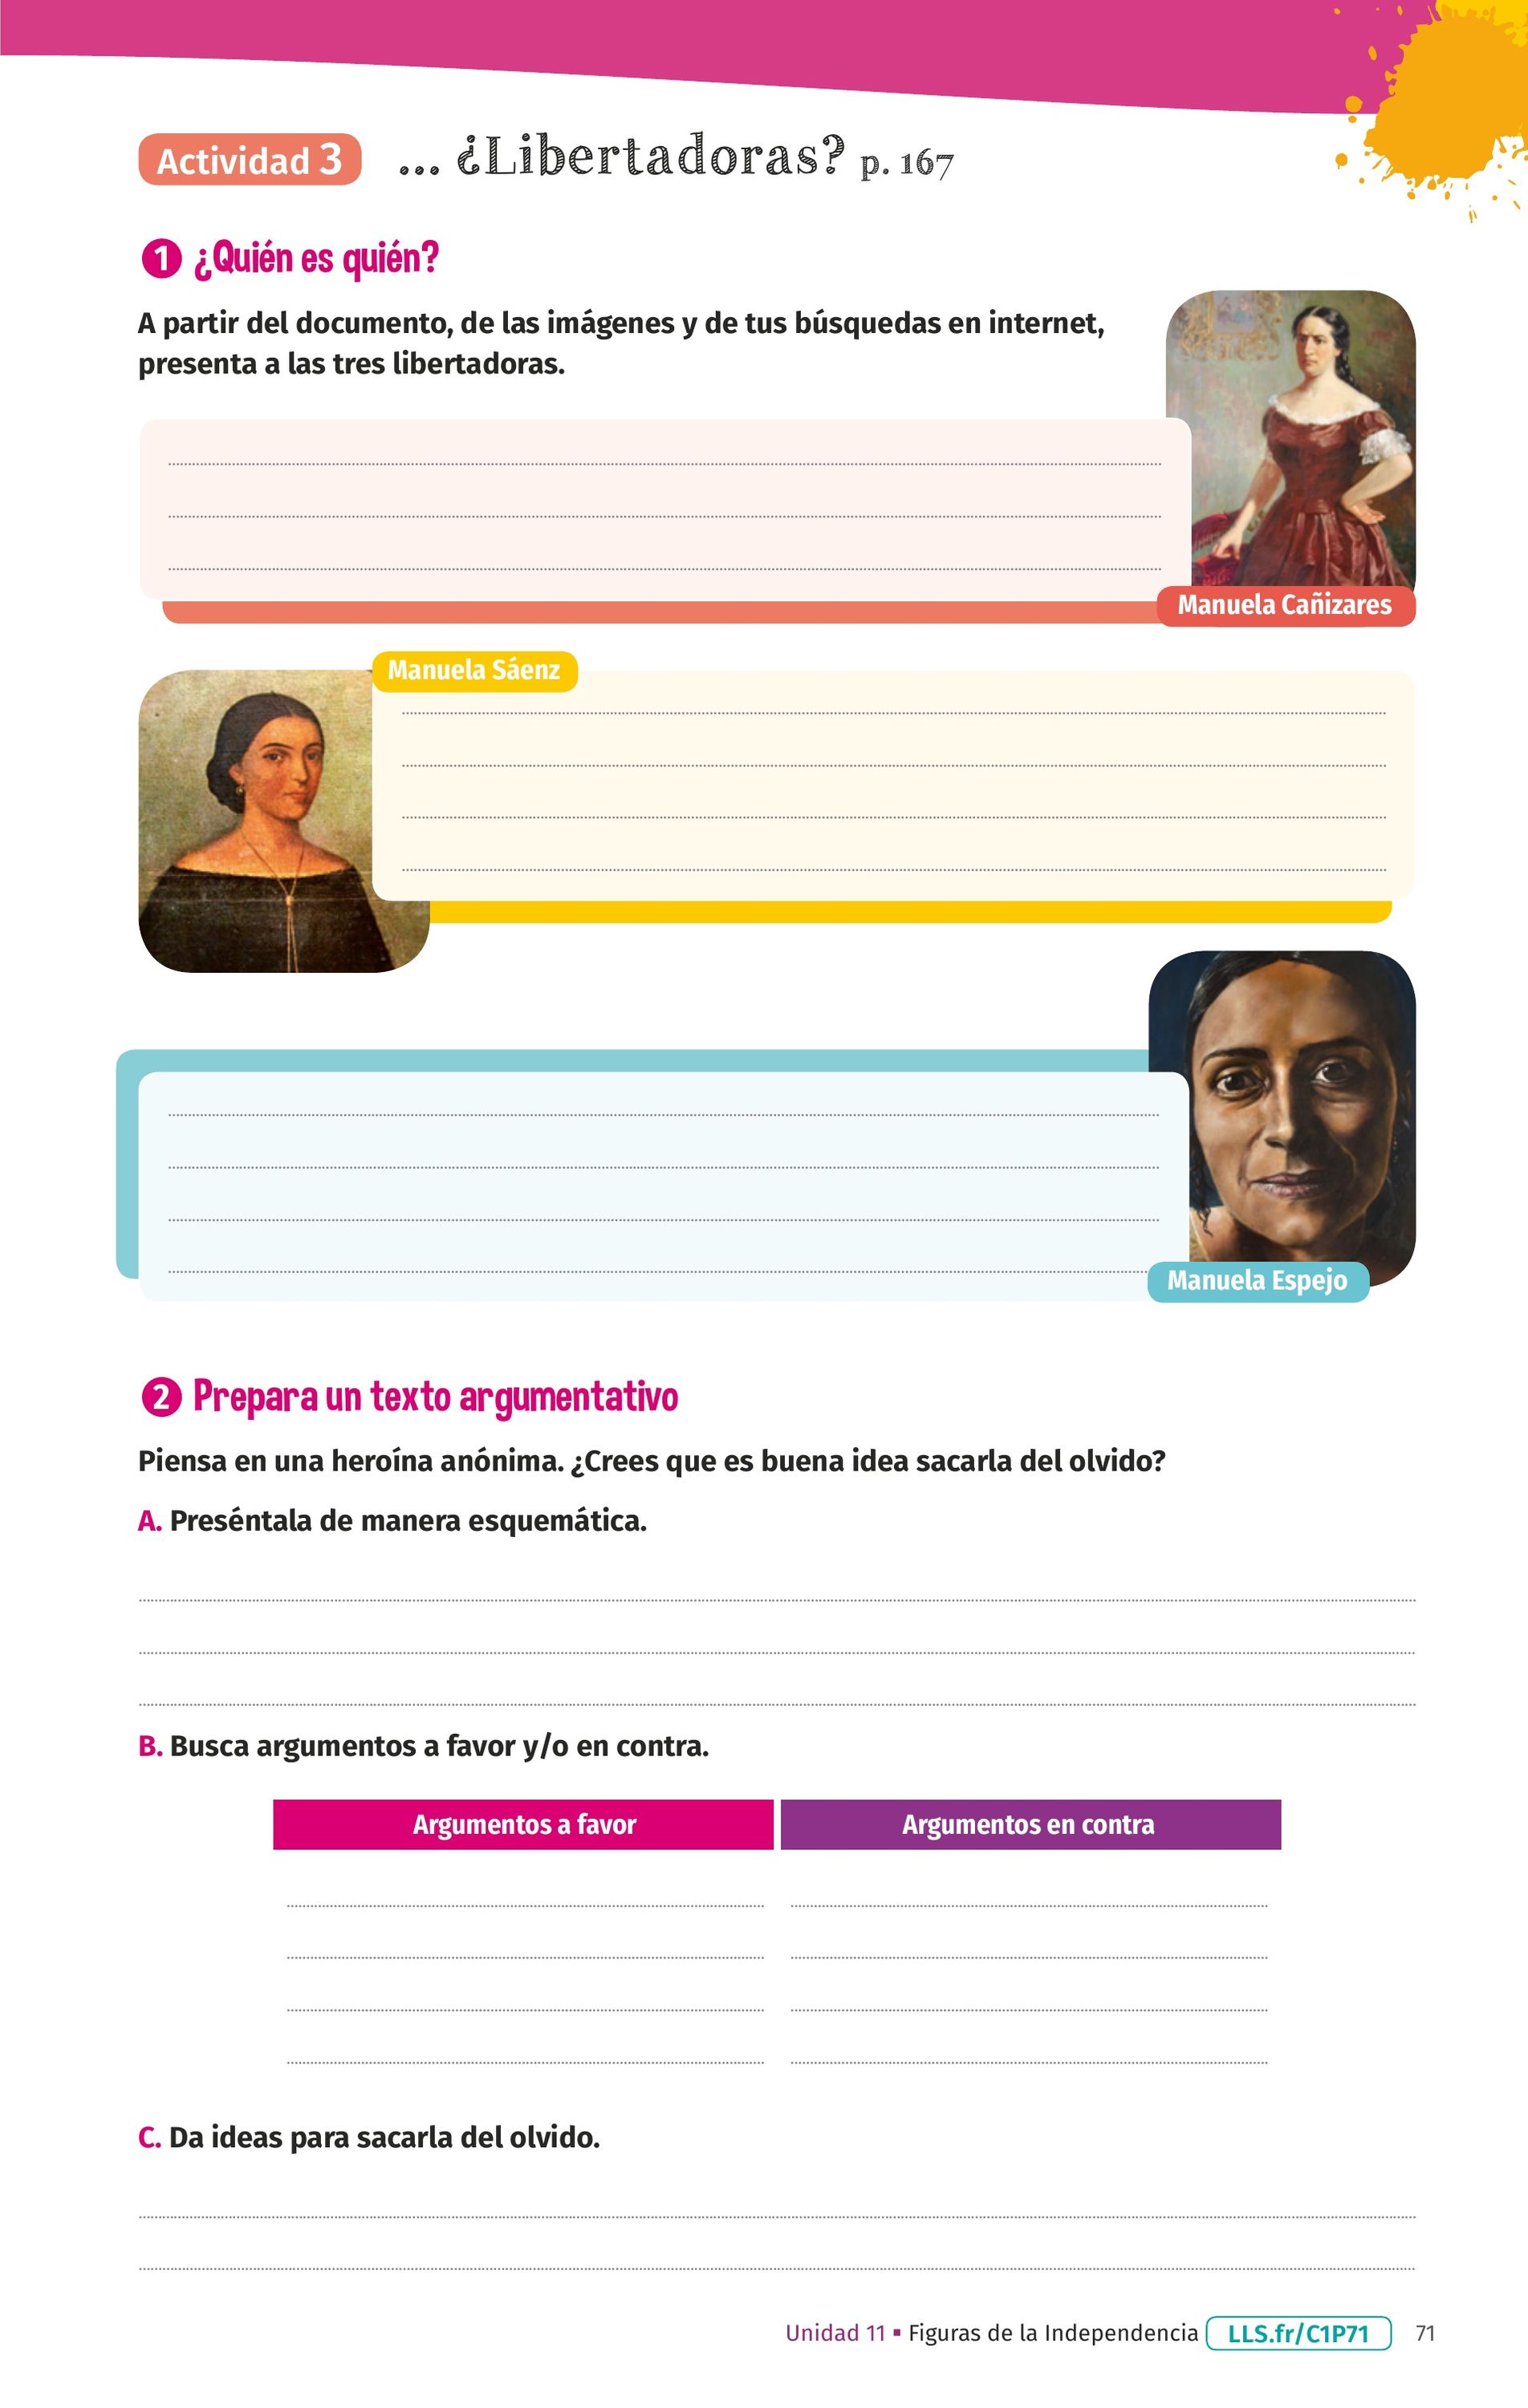 Actividad 3 ... ¿Libertadoras? p. 167
1 ¿Quién es quién?
A partir del documento, de las imágenes y de tus búsquedas en internet,
presenta a las tres libertadoras.
Manuela Cañizares
Manuela Sáenz
Manuela Espejo
2 Prepara un texto argumentativo
Piensa en una heroína anónima. ¿Crees que es buena idea sacarla del olvido?
A. Preséntala de manera esquemática.
B. Busca argumentos a favor y/o en contra.
Argumentos a favor Argumentos en contra
C. Da ideas para sacarla del olvido.
Unidad 11 ▪ Figuras de la Independencia LLS.fr/C1P71 71